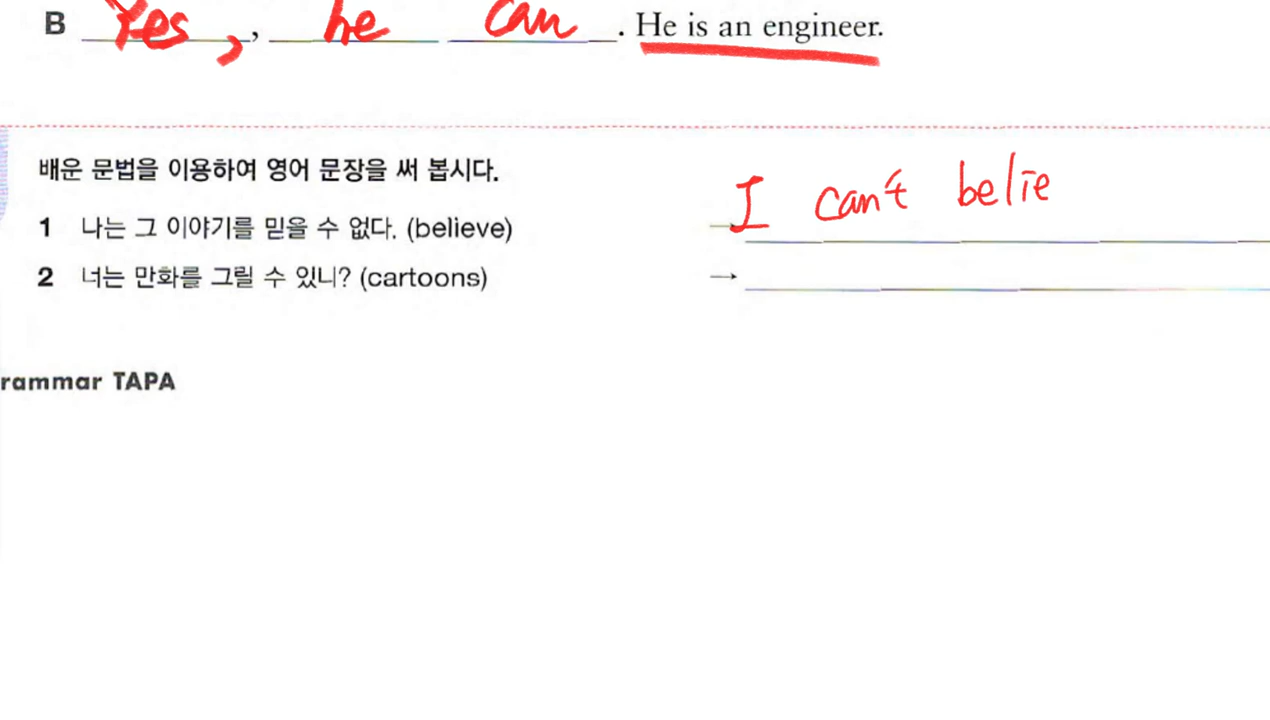 B Yes, , he can . He is an engineer.
배운 문법을 이용하여 영어 문장을 써 봅시다.
1 나는 그 이야기를 믿을 수 없다. (believe) → I can't belie
2 너는 만화를 그릴 수 있니? (cartoons) →
rammar TAPA